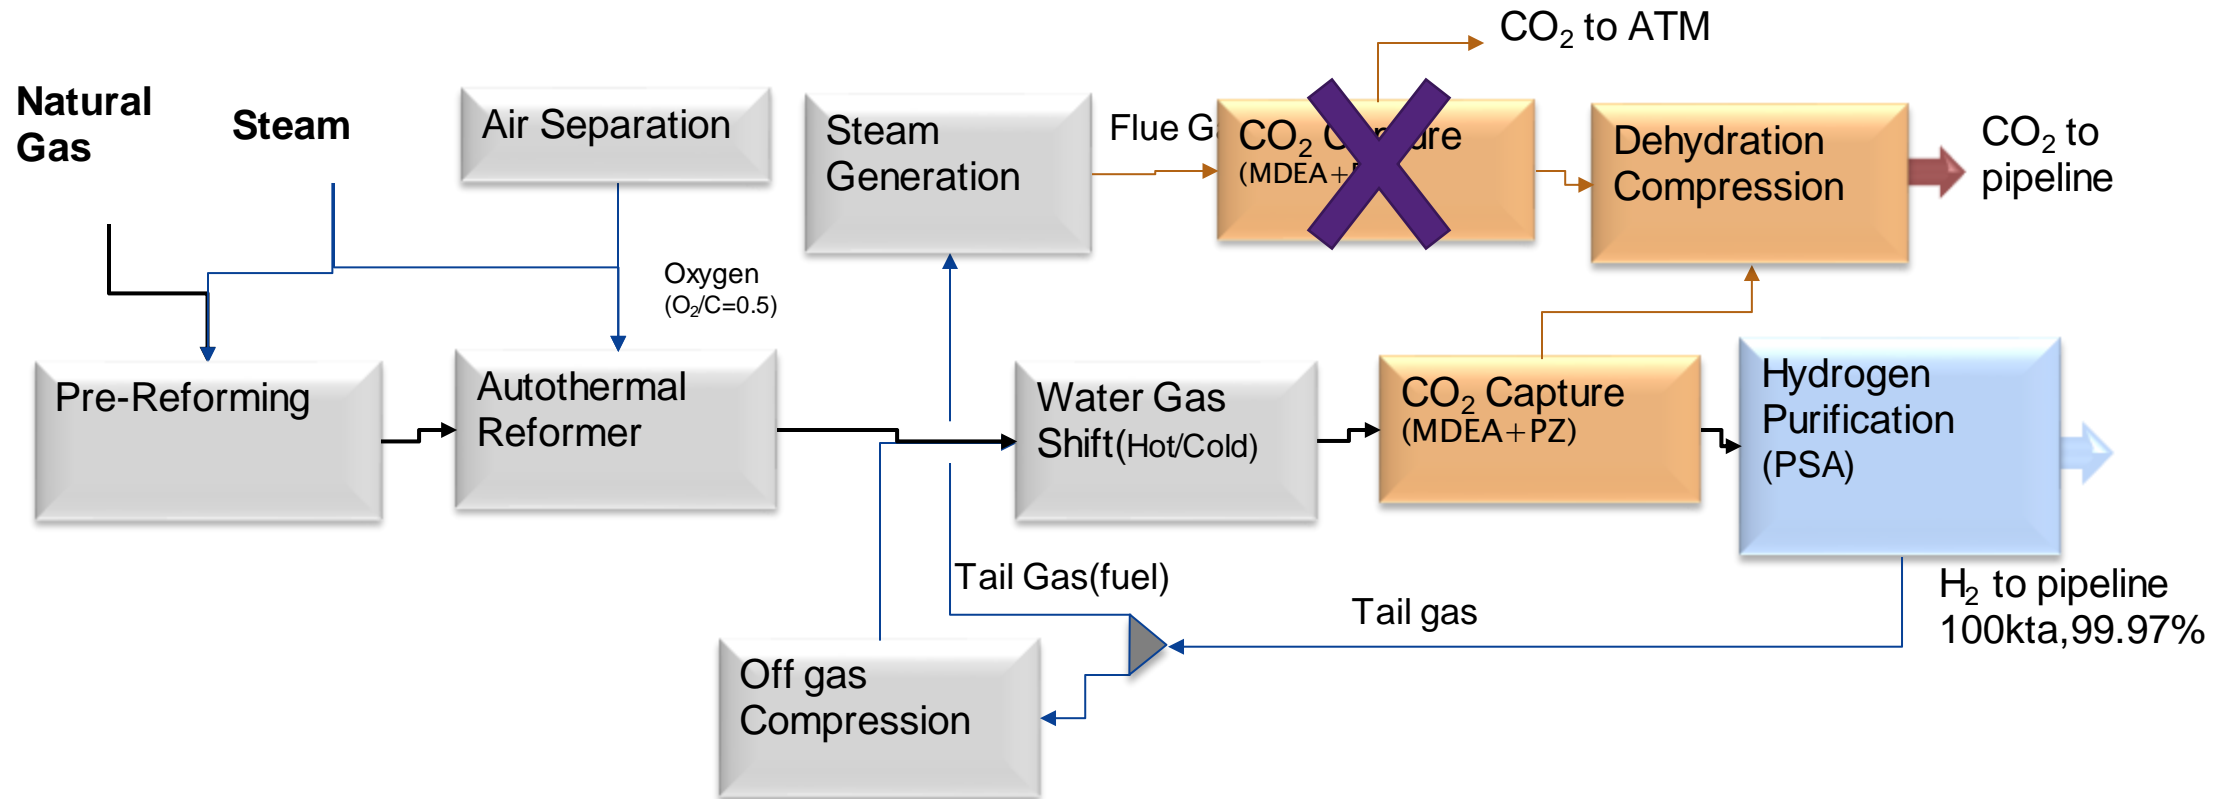 CO₂ to ATM
Natural
Gas
Steam
Air Separation
Steam
Generation
Flue
CO₂
(MDEA+
Dehydration
Compression
CO₂ to
pipeline
Oxygen
(O₂/C=0.5)
Pre-Reforming
Autothermal
Reformer
Water Gas
Shift(Hot/Cold)
CO₂ Capture
(MDEA+PZ)
Hydrogen
Purification
(PSA)
Tail Gas(fuel)
Tail gas
H₂ to pipeline
100kta,99.97%
Off gas
Compression